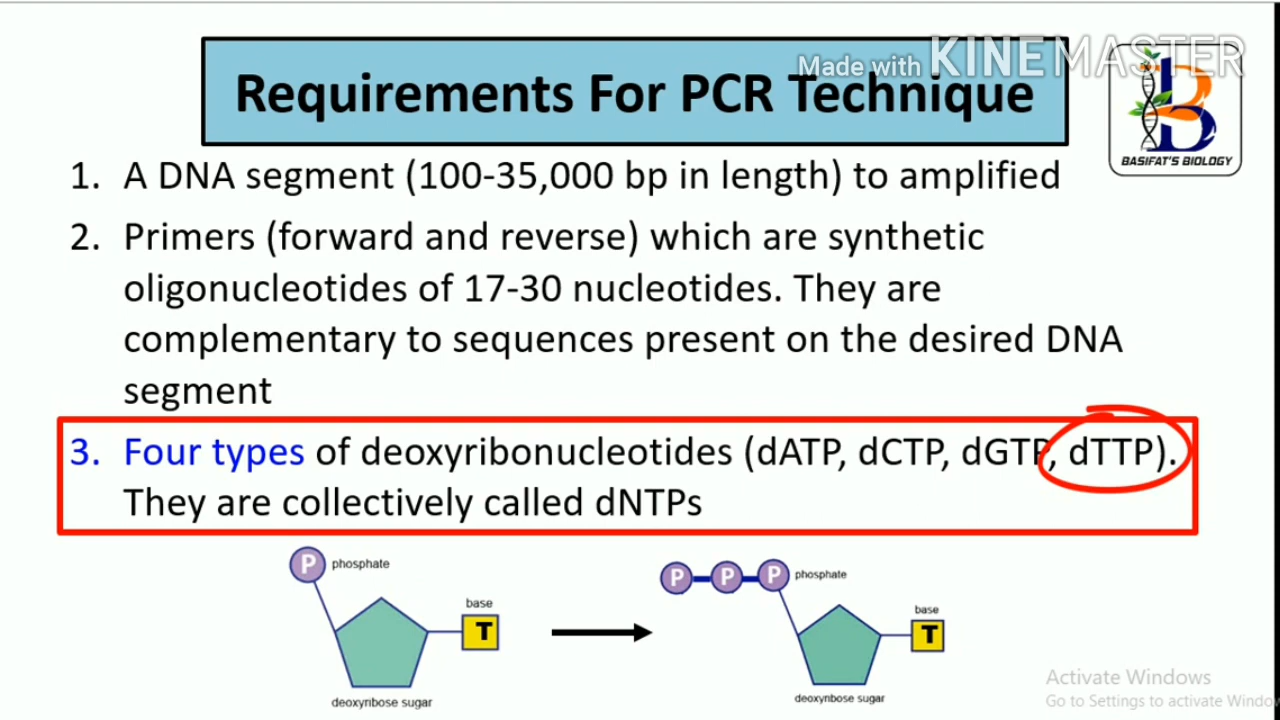 Made with KINEMASTER
Requirements For PCR Technique
BASIFAT'S BIOLOGY
1. A DNA segment (100-35,000 bp in length) to amplified
2. Primers (forward and reverse) which are synthetic
oligonucleotides of 17-30 nucleotides. They are
complementary to sequences present on the desired DNA
segment
3. Four types of deoxyribonucleotides (dATP, dCTP, dGTP, dTTP).
They are collectively called dNTPs
P phosphate
base
T
deoxyribose sugar
P P P phosphate
base
T
deoxyribose sugar
Activate Windows
Go to Settings to activate Windo